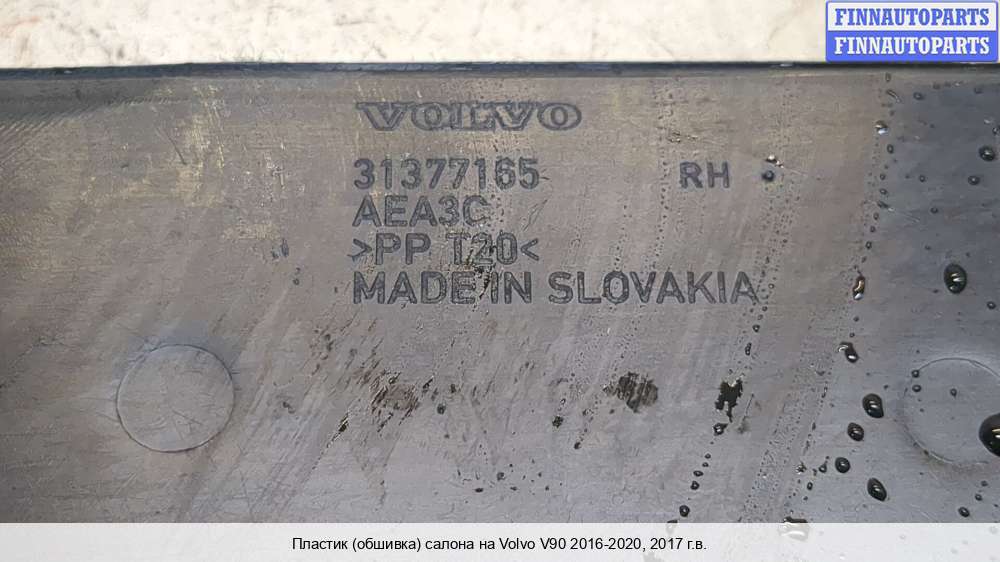 FINNAUTOPARTS
FINNAUTOPARTS
VOLVO
31377165 RH
AEA3C
>PP T20<
MADE IN SLOVAKIA
Пластик (обшивка) салона на Volvo V90 2016-2020, 2017 г.в.